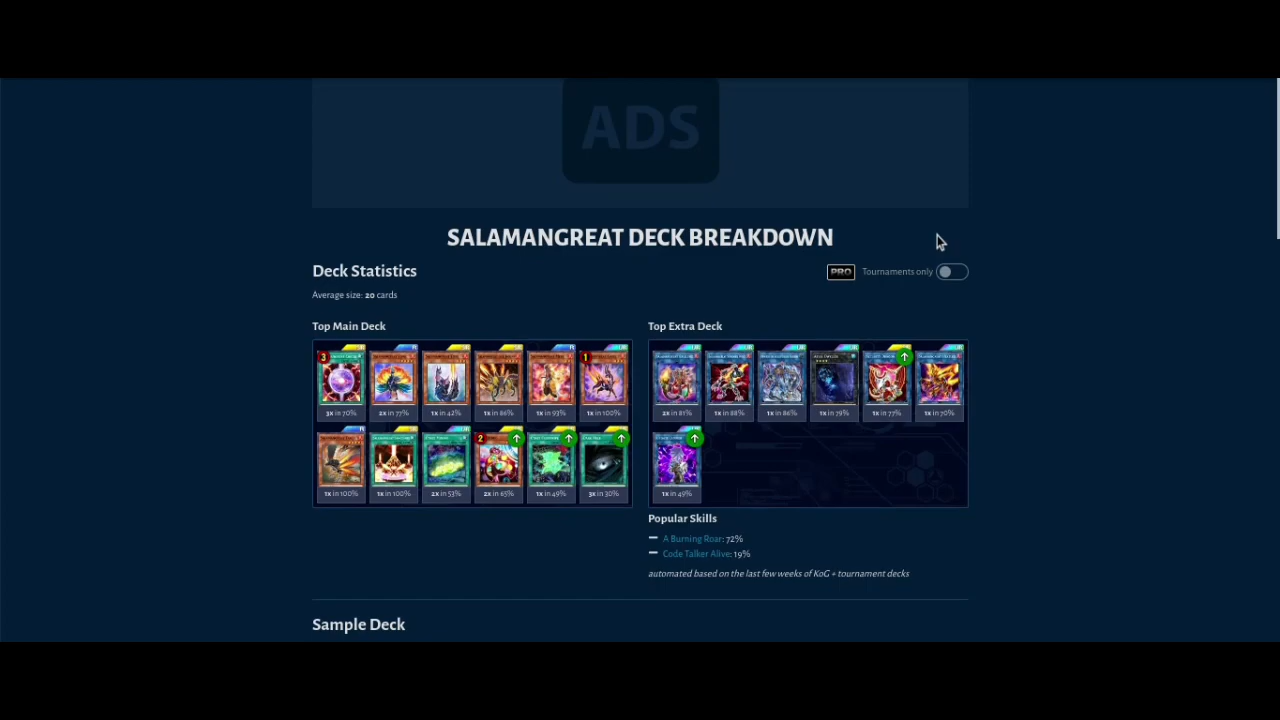 ADS
SALAMANGREAT DECK BREAKDOWN
Deck Statistics
PRO Tournaments only
Average size: 20 cards
Top Main Deck
Top Extra Deck
3
1
3x in 70%
2x in 77%
1x in 42%
1x in 86%
1x in 93%
1x in 100%
2x in 81%
1x in 88%
1x in 86%
1x in 79%
1x in 77%
1x in 70%
2
1x in 100%
1x in 100%
2x in 53%
2x in 65%
1x in 49%
3x in 30%
1x in 49%
Popular Skills
A Burning Roar: 72%
Code Talker Alive: 19%
automated based on the last few weeks of KoG + tournament decks
Sample Deck